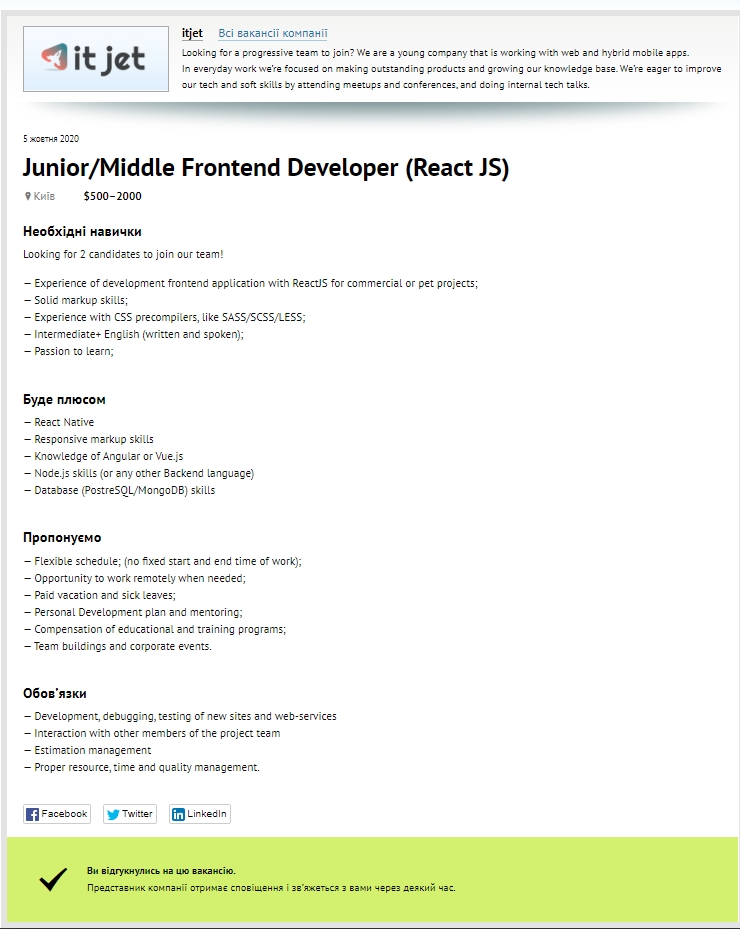 it jet
itjet Всі вакансії компанії
Looking for a progressive team to join? We are a young company that is working with web and hybrid mobile apps.
In everyday work we're focused on making outstanding products and growing our knowledge base. We're eager to improve
our tech and soft skills by attending meetups and conferences, and doing internal tech talks.
5 жовтня 2020
Junior/Middle Frontend Developer (React JS)
Київ $500–2000
Необхідні навички
Looking for 2 candidates to join our team!
— Experience of development frontend application with ReactJS for commercial or pet projects;
— Solid markup skills;
— Experience with CSS precompilers, like SASS/SCSS/LESS;
— Intermediate+ English (written and spoken);
— Passion to learn;
Буде плюсом
— React Native
— Responsive markup skills
— Knowledge of Angular or Vue.js
— Node.js skills (or any other Backend language)
— Database (PostreSQL/MongoDB) skills
Пропонуємо
— Flexible schedule; (no fixed start and end time of work);
— Opportunity to work remotely when needed;
— Paid vacation and sick leaves;
— Personal Development plan and mentoring;
— Compensation of educational and training programs;
— Team buildings and corporate events.
Обов'язки
— Development, debugging, testing of new sites and web-services
— Interaction with other members of the project team
— Estimation management
— Proper resource, time and quality management.
Facebook Twitter LinkedIn
Ви відгукнулись на цю вакансію.
Представник компанії отримає сповіщення і зв'яжеться з вами через деякий час.